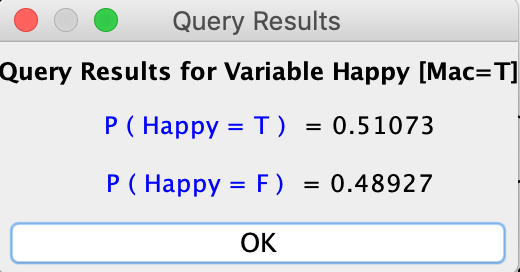 Query Results
Query Results for Variable Happy [Mac=T]
P ( Happy = T ) = 0.51073
P ( Happy = F ) = 0.48927
OK